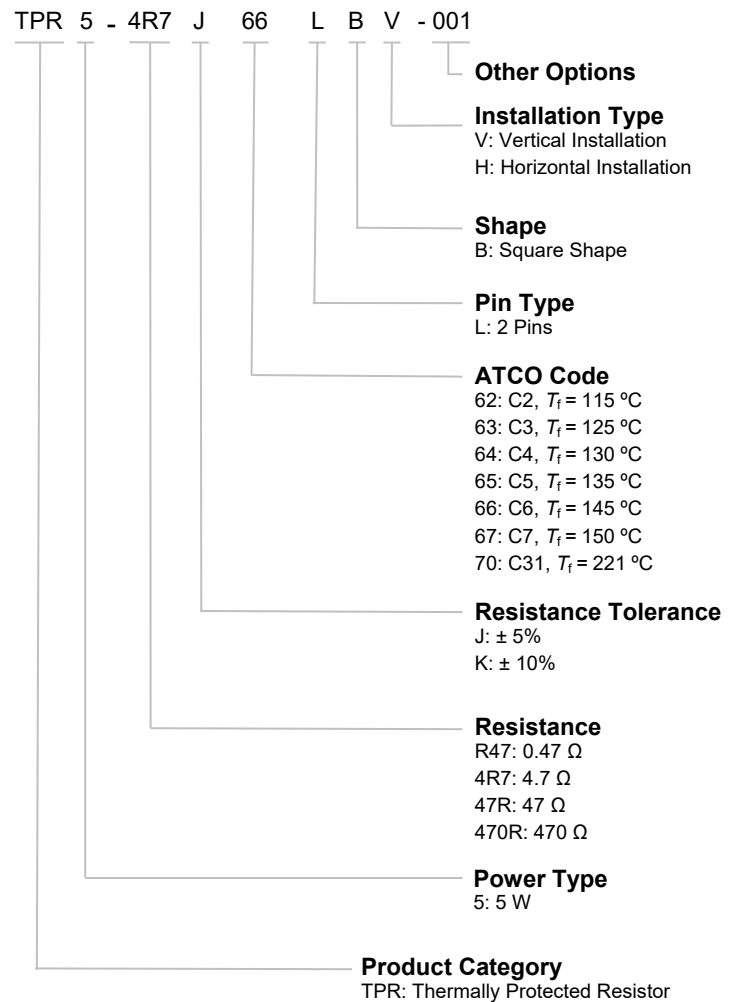 TPR 5 - 4R7 J 66 L B V - 001
Other Options
Installation Type
V: Vertical Installation
H: Horizontal Installation
Shape
B: Square Shape
Pin Type
L: 2 Pins
ATCO Code
62: C2, Tf = 115 ºC
63: C3, Tf = 125 ºC
64: C4, Tf = 130 ºC
65: C5, Tf = 135 ºC
66: C6, Tf = 145 ºC
67: C7, Tf = 150 ºC
70: C31, Tf = 221 ºC
Resistance Tolerance
J: ± 5%
K: ± 10%
Resistance
R47: 0.47 Ω
4R7: 4.7 Ω
47R: 47 Ω
470R: 470 Ω
Power Type
5: 5 W
Product Category
TPR: Thermally Protected Resistor